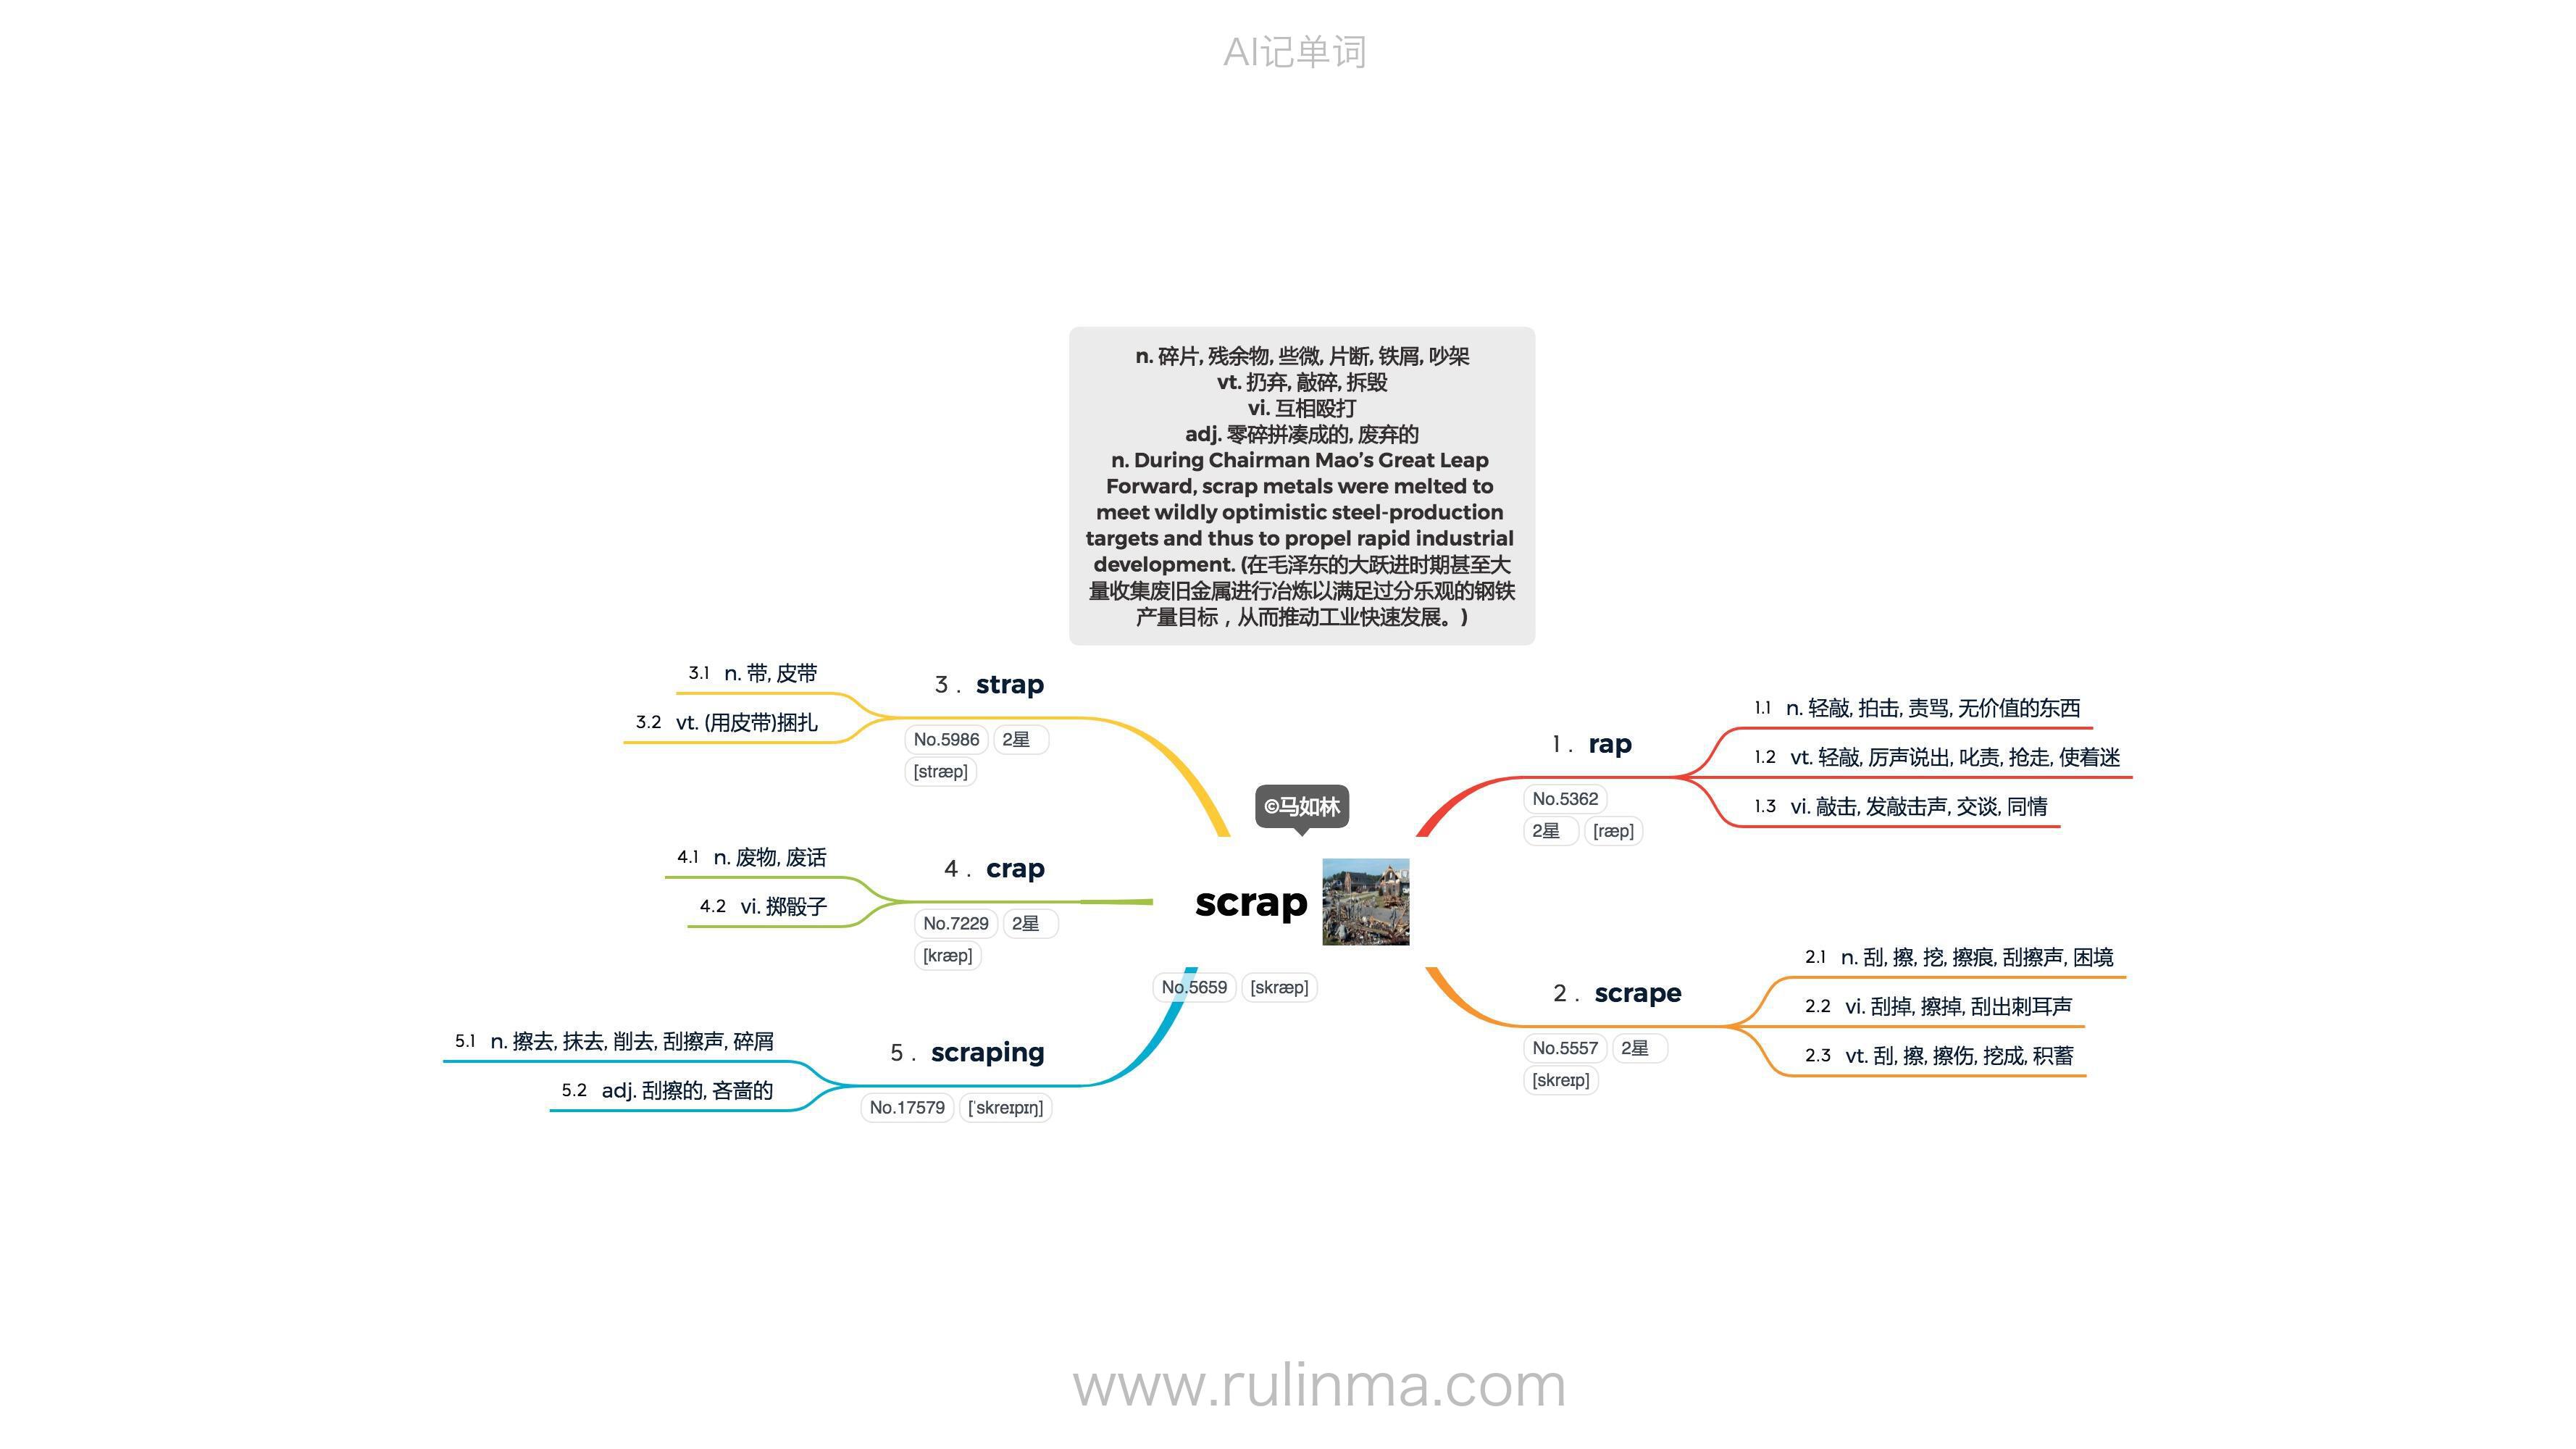 AI记单词
n. 碎片, 残余物, 些微, 片断, 铁屑, 吵架
vt. 扔弃, 敲碎, 拆毁
vi. 互相殴打
adj. 零碎拼凑成的, 废弃的
n. During Chairman Mao’s Great Leap
Forward, scrap metals were melted to
meet wildly optimistic steel-production
targets and thus to propel rapid industrial
development. (在毛泽东的大跃进时期甚至大
量收集废旧金属进行冶炼以满足过分乐观的钢铁
产量目标，从而推动工业快速发展。)
©马如林
scrap
No.5659 [skræp]
1. rap
No.5362
2星 [ræp]
1.1 n. 轻敲, 拍击, 责骂, 无价值的东西
1.2 vt. 轻敲, 厉声说出, 叱责, 抢走, 使着迷
1.3 vi. 敲击, 发敲击声, 交谈, 同情
2. scrape
No.5557 2星
[skreɪp]
2.1 n. 刮, 擦, 挖, 擦痕, 刮擦声, 困境
2.2 vi. 刮掉, 擦掉, 刮出刺耳声
2.3 vt. 刮, 擦, 擦伤, 挖成, 积蓄
3. strap
No.5986 2星
[stræp]
3.1 n. 带, 皮带
3.2 vt. (用皮带)捆扎
4. crap
No.7229 2星
[kræp]
4.1 n. 废物, 废话
4.2 vi. 掷骰子
5. scraping
No.17579 [ˈskreɪpɪŋ]
5.1 n. 擦去, 抹去, 削去, 刮擦声, 碎屑
5.2 adj. 刮擦的, 吝啬的
www.rulinma.com